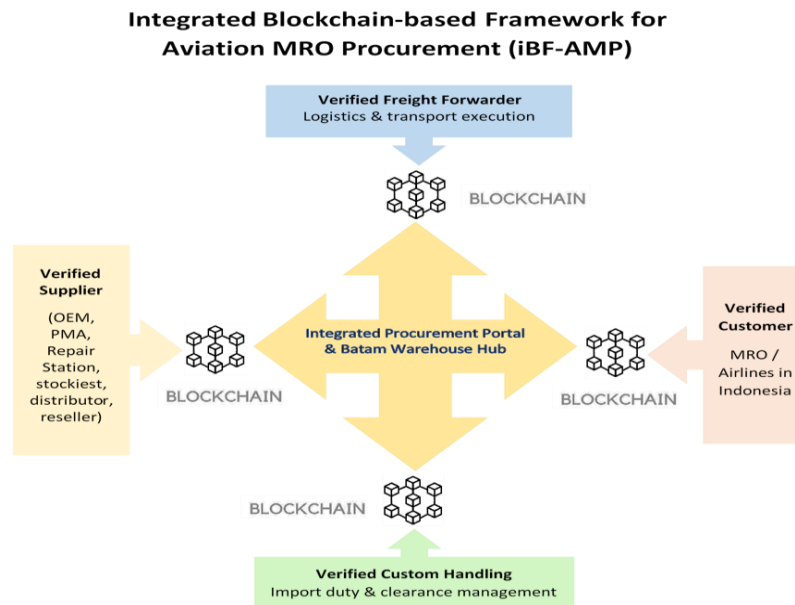 Integrated Blockchain-based Framework for
Aviation MRO Procurement (iBF-AMP)
Verified Freight Forwarder
Logistics & transport execution
BLOCKCHAIN
Verified
Supplier
(OEM,
PMA,
Repair
Station,
stockiest,
distributor,
reseller)
BLOCKCHAIN
Integrated Procurement Portal
& Batam Warehouse Hub
BLOCKCHAIN
Verified
Customer
MRO /
Airlines in
Indonesia
BLOCKCHAIN
Verified Custom Handling
Import duty & clearance management